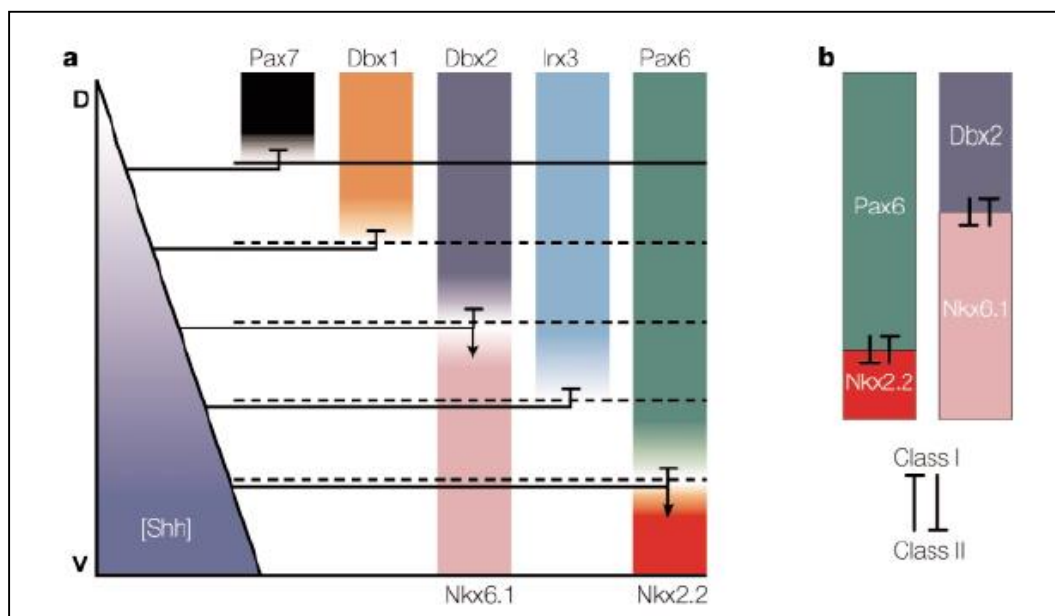 a
Pax7 Dbx1 Dbx2 Irx3 Pax6
D
[Shh]
V
Nkx6.1 Nkx2.2
b
Dbx2
Pax6
Nkx6.1
Nkx2.2
Class I
Class II